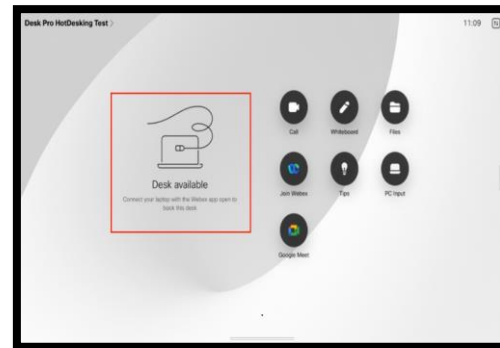 Desk Pro HotDesking Test
11:09
Desk available
Connect your laptop with the Webex app open to
book this desk
Call
Whiteboard
Files
Join Webex
Tips
PC Input
Google Meet